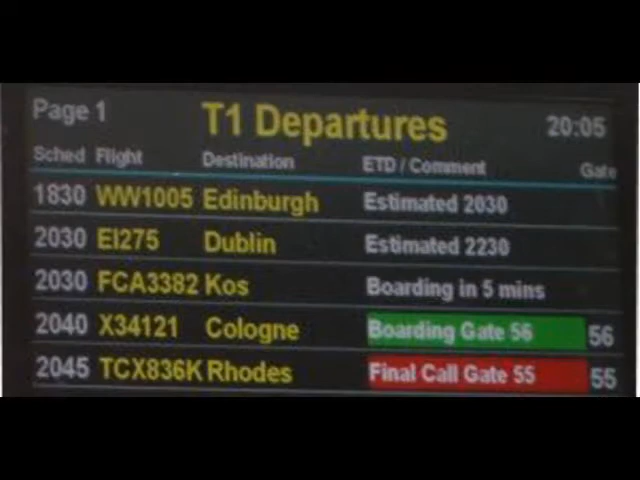 Page 1 T1 Departures 20:05
Sched Flight Destination ETD / Comment Gate
1830 WW1005 Edinburgh Estimated 2030
2030 EI275 Dublin Estimated 2230
2030 FCA3382 Kos Boarding in 5 mins
2040 X34121 Cologne Boarding Gate 56 56
2045 TCX836K Rhodes Final Call Gate 55 55